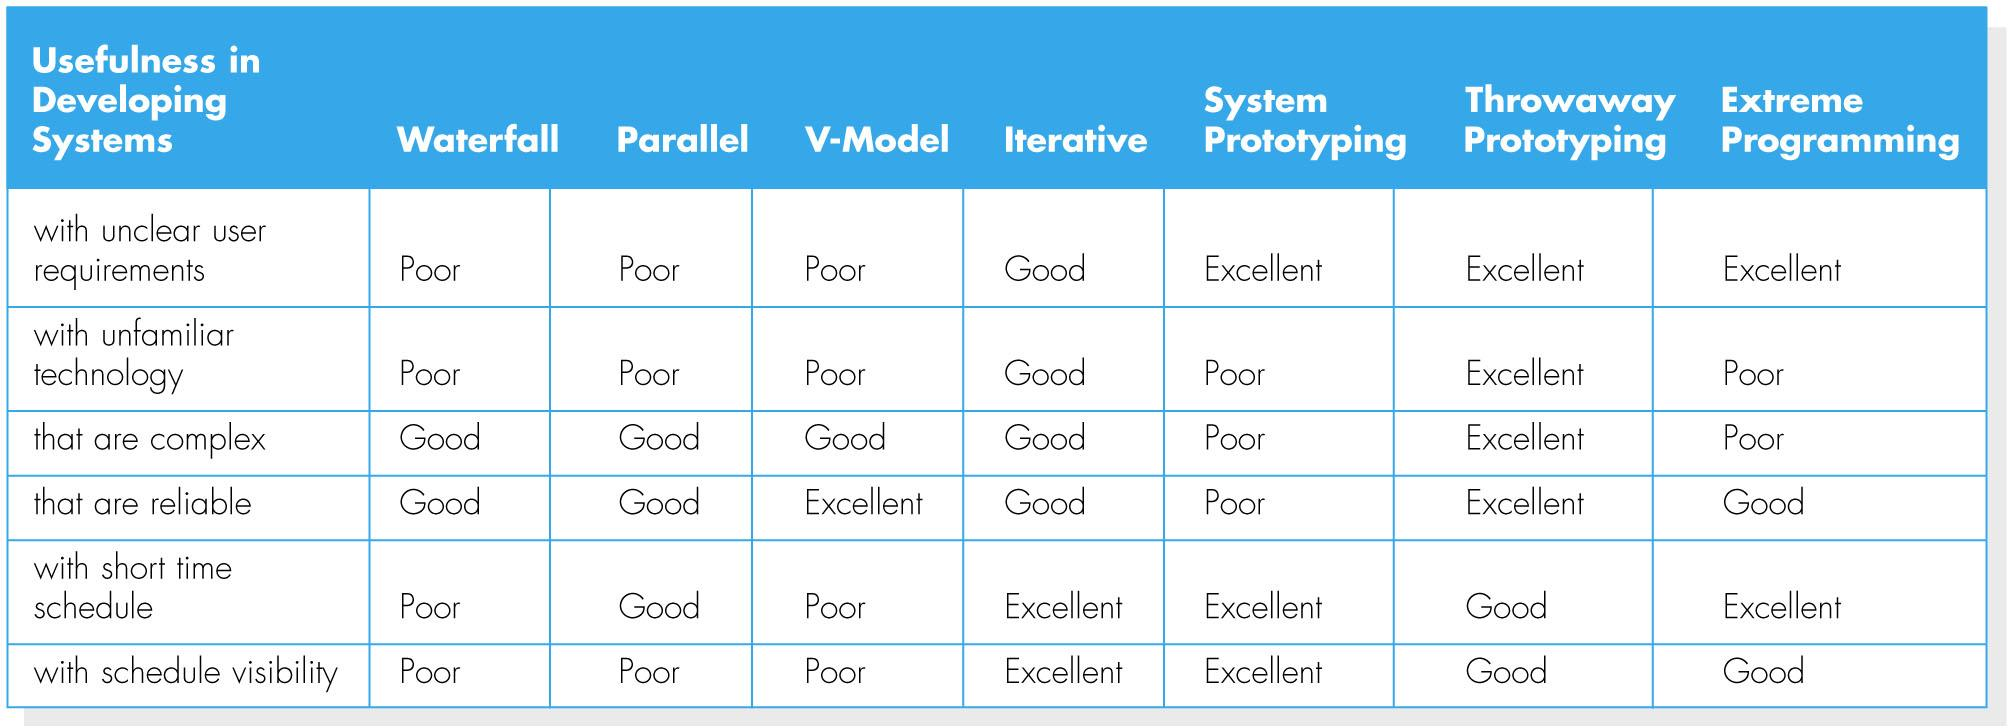 Usefulness in
Developing
Systems
Waterfall
Parallel
V-Model
Iterative
System
Prototyping
Throwaway
Prototyping
Extreme
Programming
with unclear user
requirements
Poor
Poor
Poor
Good
Excellent
Excellent
Excellent
with unfamiliar
technology
Poor
Poor
Poor
Good
Poor
Excellent
Poor
that are complex
Good
Good
Good
Good
Poor
Excellent
Poor
that are reliable
Good
Good
Excellent
Good
Poor
Excellent
Good
with short time
schedule
Poor
Good
Poor
Excellent
Excellent
Good
Excellent
with schedule visibility
Poor
Poor
Poor
Excellent
Excellent
Good
Good